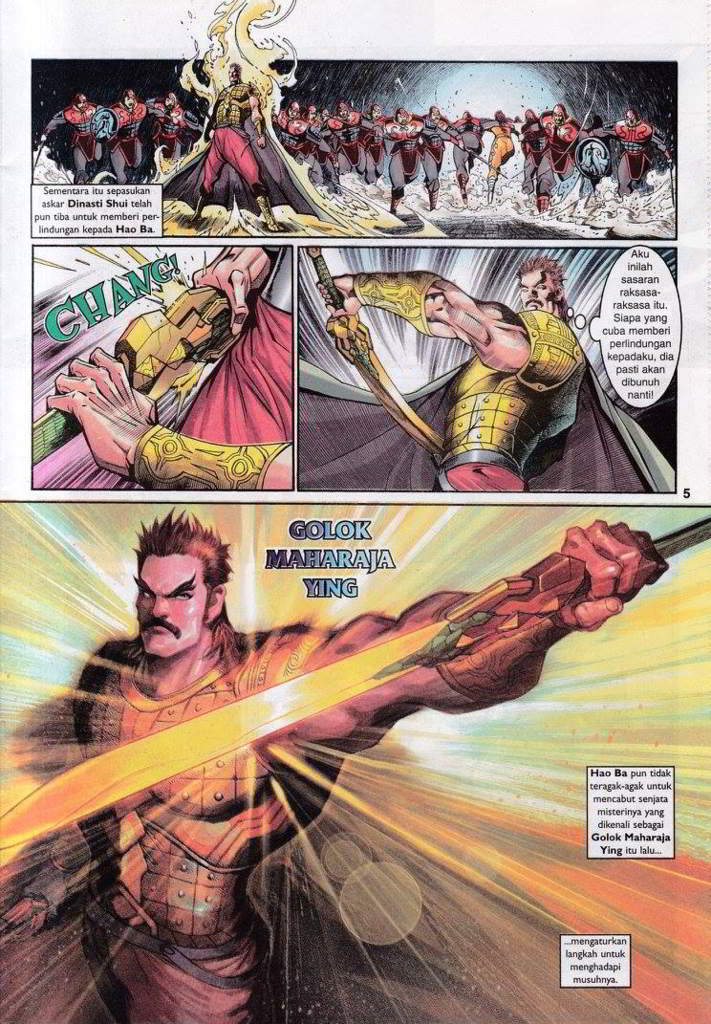 Sementara itu sepasukan
askar Dinasti Shui telah
pun tiba untuk memberi per-
lindungan kepada Hao Ba.
CHANG!
Aku
inilah
sasaran
raksasa-
raksasa itu.
Siapa yang
cuba memberi
perlindungan
kepadaku, dia
pasti akan
dibunuh
nanti!
5
GOLOK
MAHARAJA
YING
Hao Ba pun tidak
teragak-agak untuk
mencabut senjata
misterinya yang
dikenali sebagai
Golok Maharaja
Ying itu lalu...
...mengaturkan
langkah untuk
menghadapi
musuhnya.